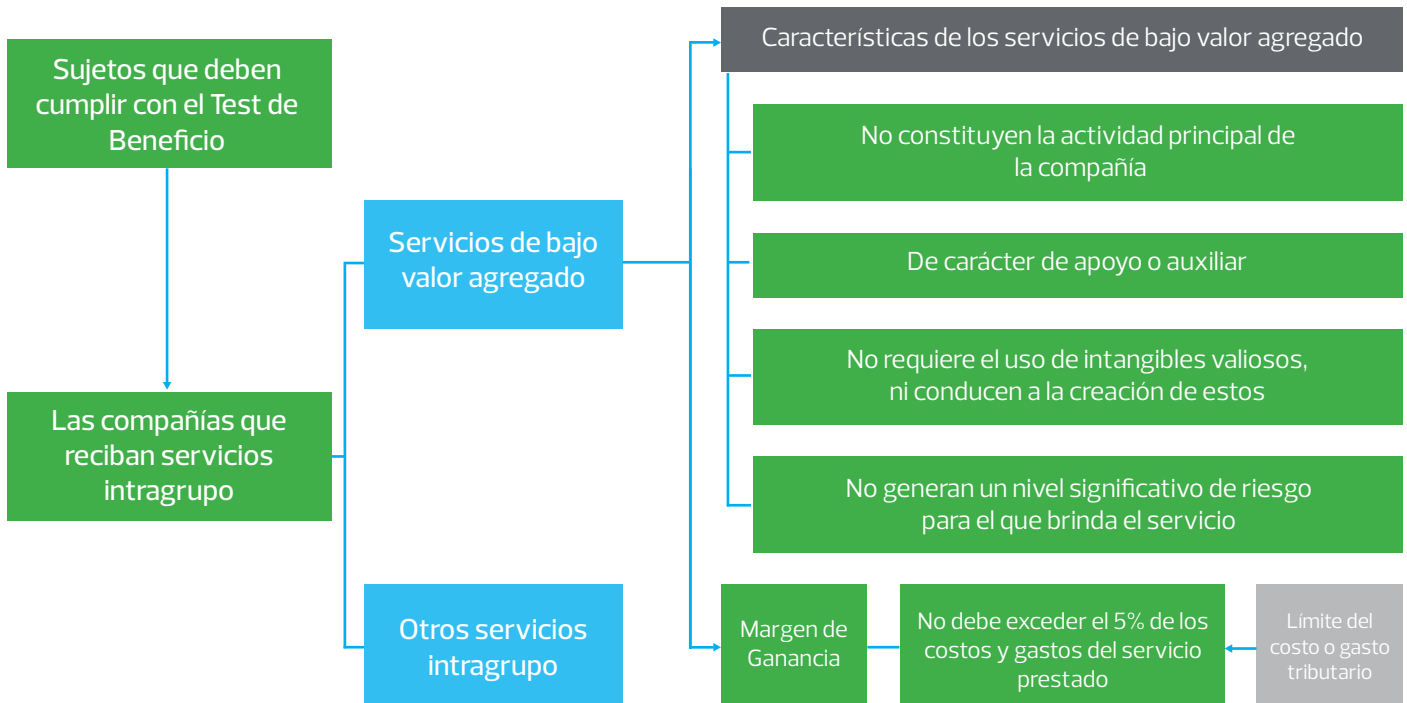 Sujetos que deben
cumplir con el Test de
Beneficio
Las compañías que
reciban servicios
intragrupo
Servicios de bajo
valor agregado
Otros servicios
intragrupo
Características de los servicios de bajo valor agregado
No constituyen la actividad principal de
la compañía
De carácter de apoyo o auxiliar
No requiere el uso de intangibles valiosos,
ni conducen a la creación de estos
No generan un nivel significativo de riesgo
para el que brinda el servicio
Margen de
Ganancia
No debe exceder el 5% de los
costos y gastos del servicio
prestado
Límite del
costo o gasto
tributario